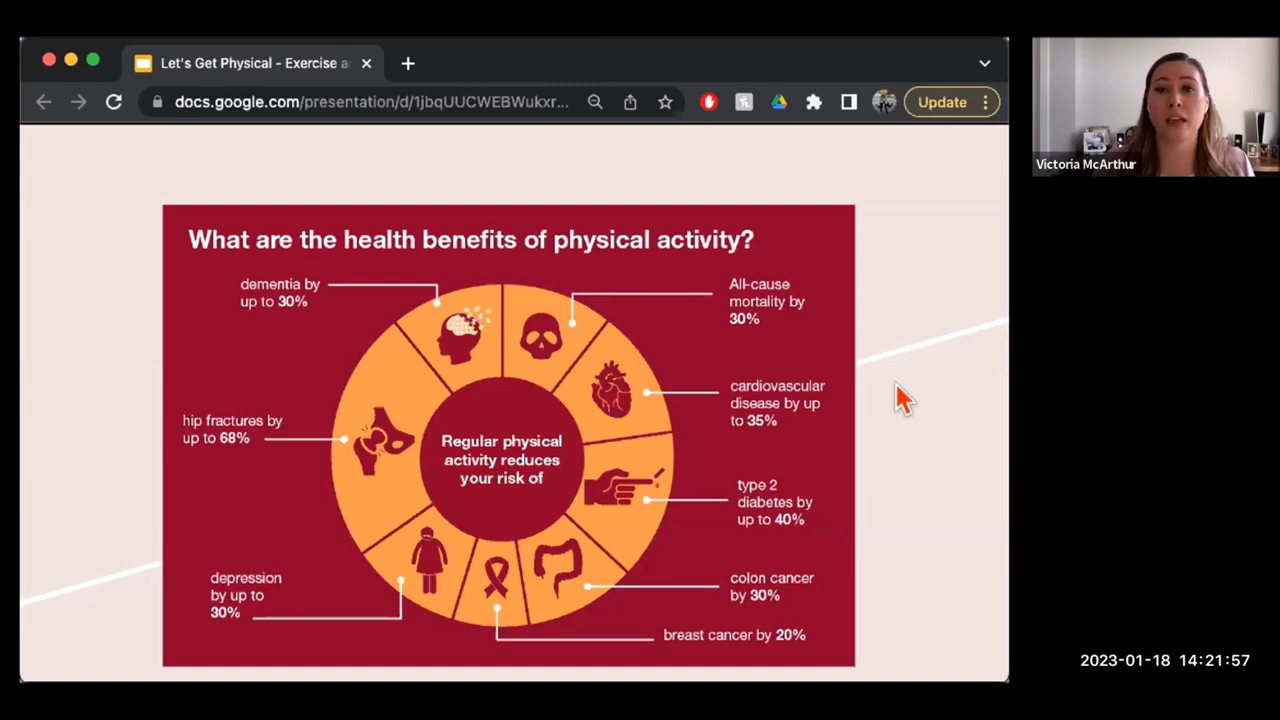 Let's Get Physical - Exercise a
docs.google.com/presentation/d/1jbqUUCWEBWukxr...
Update
Victoria McArthur
What are the health benefits of physical activity?
dementia by
up to 30%
All-cause
mortality by
30%
cardiovascular
disease by up
to 35%
hip fractures by
up to 68%
Regular physical
activity reduces
your risk of
type 2
diabetes by
up to 40%
depression
by up to
30%
colon cancer
by 30%
breast cancer by 20%
2023-01-18 14:21:57